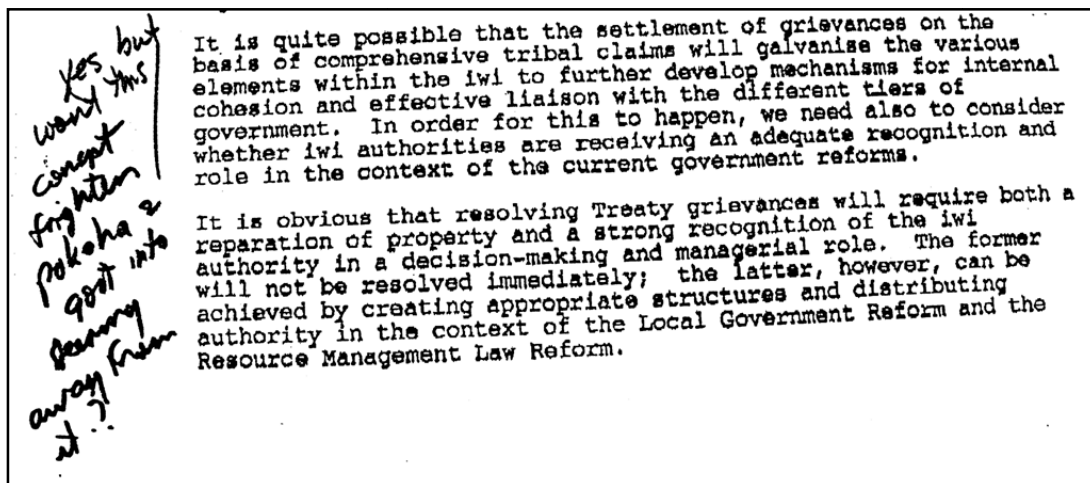 Yes but
wont this
concept
frighten
pakeha &
govt into
away from
it ??
It is quite possible that the settlement of grievances on the
basis of comprehensive tribal claims will galvanise the various
elements within the iwi to further develop mechanisms for internal
cohesion and effective liaison with the different tiers of
government. In order for this to happen, we need also to consider
whether iwi authorities are receiving an adequate recognition and
role in the context of the current government reforms.
It is obvious that resolving Treaty grievances will require both a
reparation of property and a strong recognition of the iwi
authority in a decision-making and managerial role. The former
will not be resolved immediately; the latter, however, can be
achieved by creating appropriate structures and distributing
authority in the context of the Local Government Reform and the
Resource Management Law Reform.